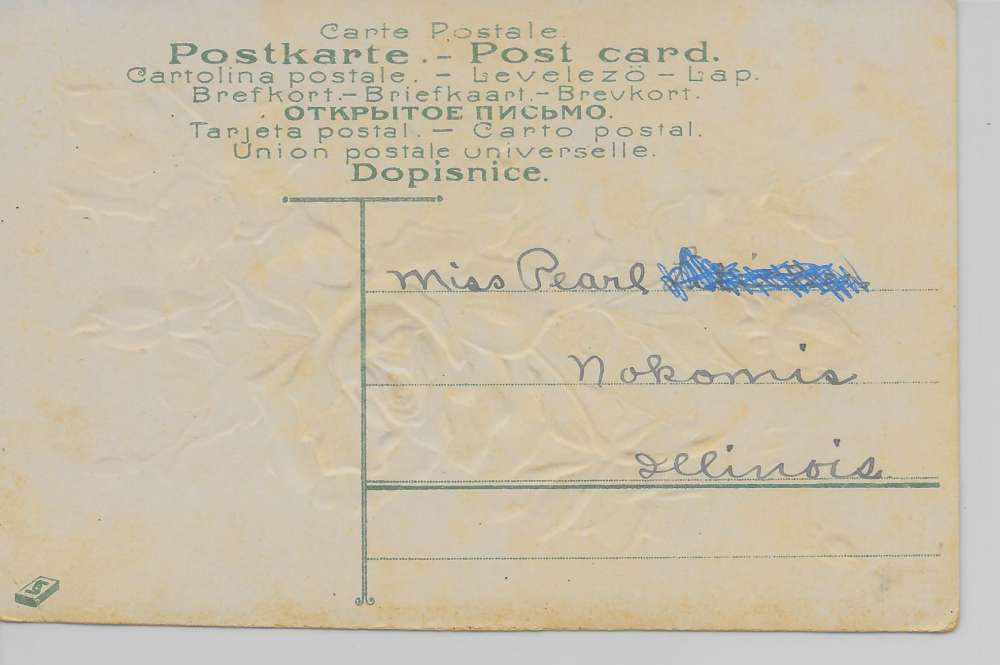 Carte Postale.
Postkarte.- Post card.
Cartolina postale. - Levelezö - Lap.
Brefkort.- Briefkaart.- Brevkort.
ОТКРЫТОЕ ПИСЬМО.
Tarjeta postal. - Carto postal.
Union postale universelle.
Dopisnice.
Miss Pearl
Nokomis
Illinois